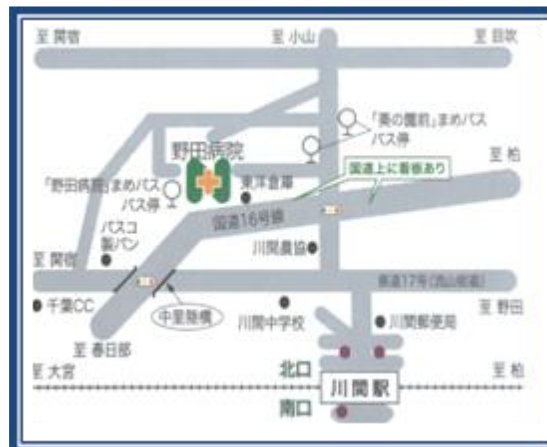 至 関宿
至 小山
至 目吹
「葵の園前」まめバス
バス停
野田病院
至 柏
国道上に看板あり
「野田病院」まめバス
バス停
東洋倉庫
国道16号線
パスコ
製パン
川間農協
至 関宿
県道17号(流山街道)
千葉CC
中里陸橋
川間中学校
川間郵便局
至 野田
至 春日部
至 大宮
北口
川間駅
至 柏
南口